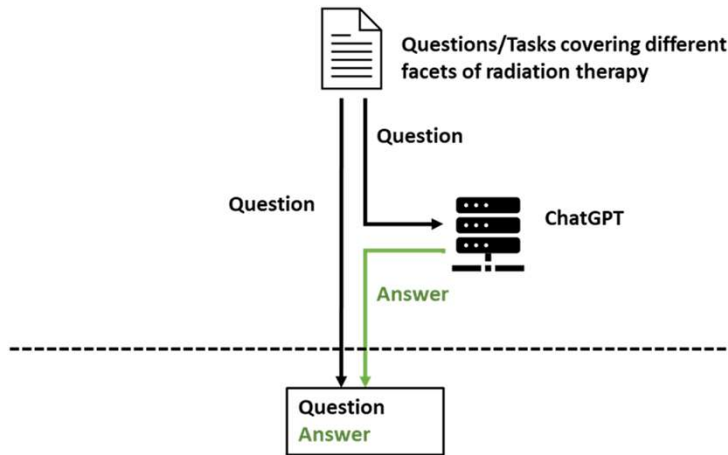 Questions/Tasks covering different
facets of radiation therapy
Question
Question
ChatGPT
Answer
Question
Answer